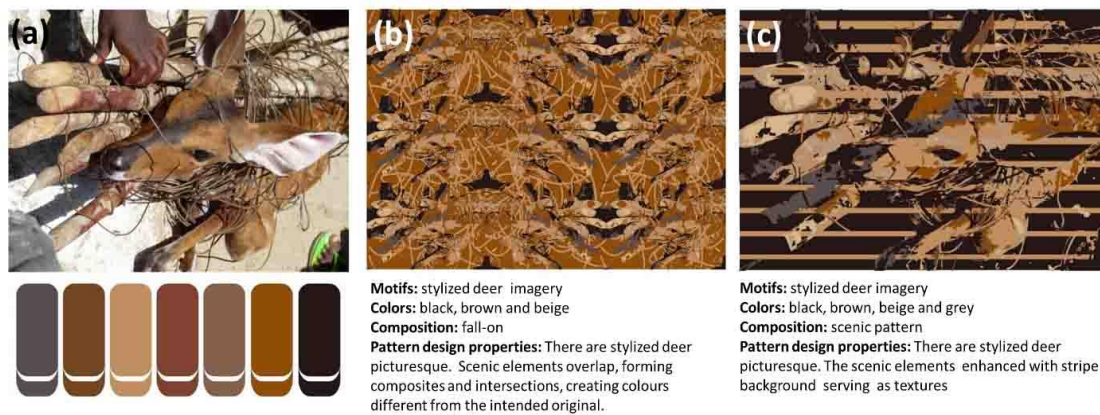 (a)
(b)
(c)
Motifs: stylized deer imagery
Colors: black, brown and beige
Composition: fall-on
Pattern design properties: There are stylized deer
picturesque. Scenic elements overlap, forming
composites and intersections, creating colours
different from the intended original.
Motifs: stylized deer imagery
Colors: black, brown, beige and grey
Composition: scenic pattern
Pattern design properties: There are stylized deer
picturesque. The scenic elements enhanced with stripe
background serving as textures